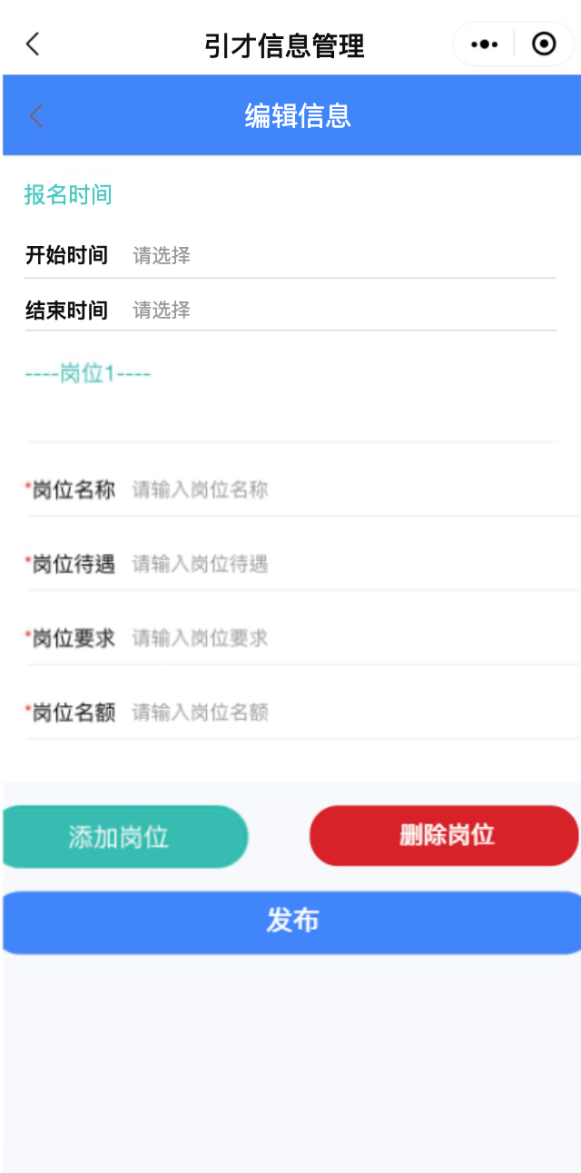 引才信息管理
编辑信息
报名时间
开始时间 请选择
结束时间 请选择
----岗位1----
*岗位名称 请输入岗位名称
*岗位待遇 请输入岗位待遇
*岗位要求 请输入岗位要求
*岗位名额 请输入岗位名额
添加岗位 删除岗位
发布